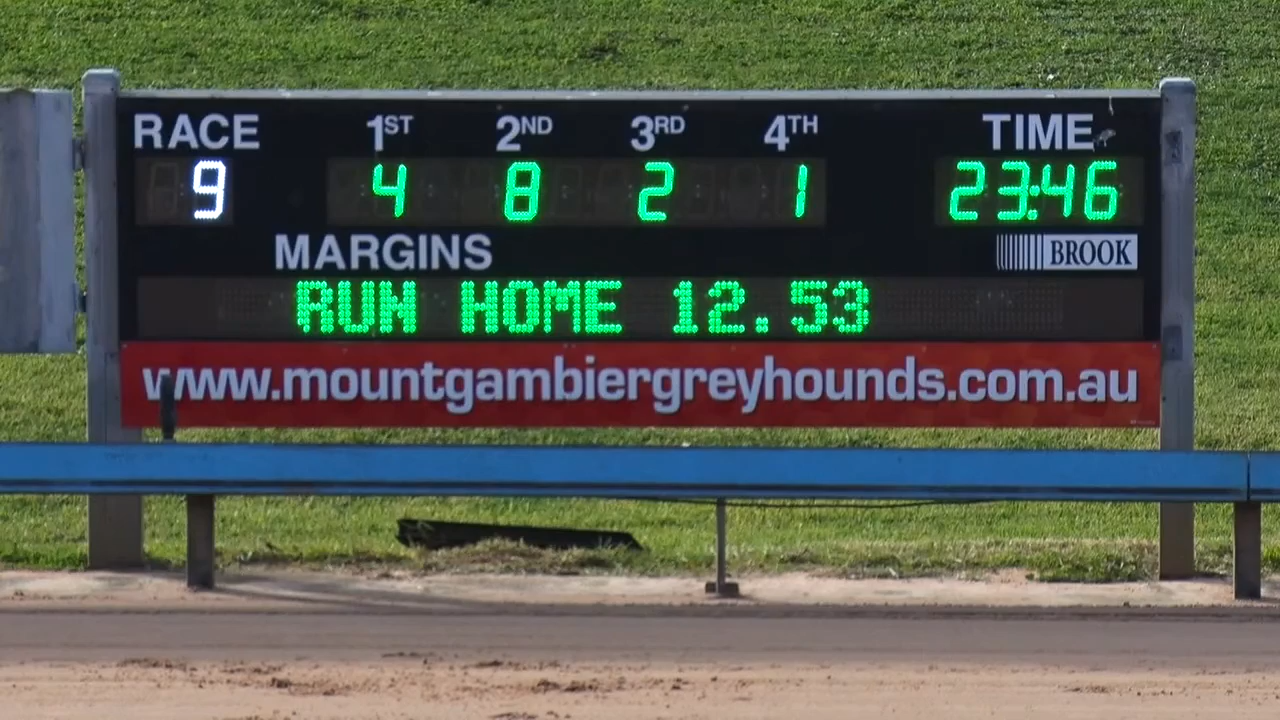 RACE 1ST 2ND 3RD 4TH TIME
9 4 8 2 1 23:46
MARGINS BROOK
RUN HOME 12.53
www.mountgambiergreyhounds.com.au